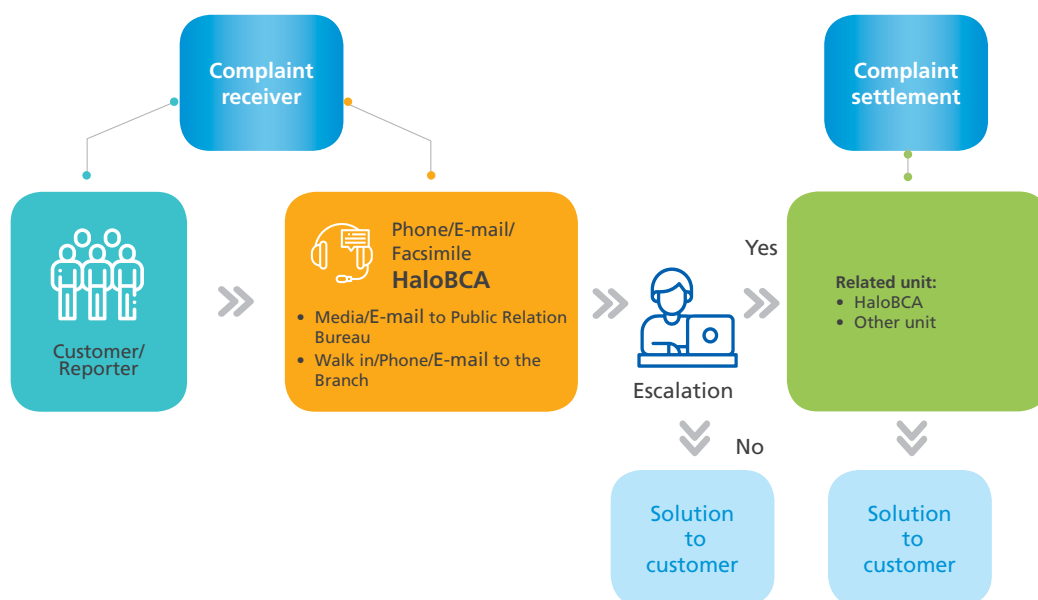 Complaint
receiver
Complaint
settlement
Customer/
Reporter
Phone/E-mail/
Facsimile
HaloBCA
• Media/E-mail to Public Relation
Bureau
• Walk in/Phone/E-mail to the
Branch
Escalation
Yes
No
Related unit:
• HaloBCA
• Other unit
Solution
to
customer
Solution
to
customer